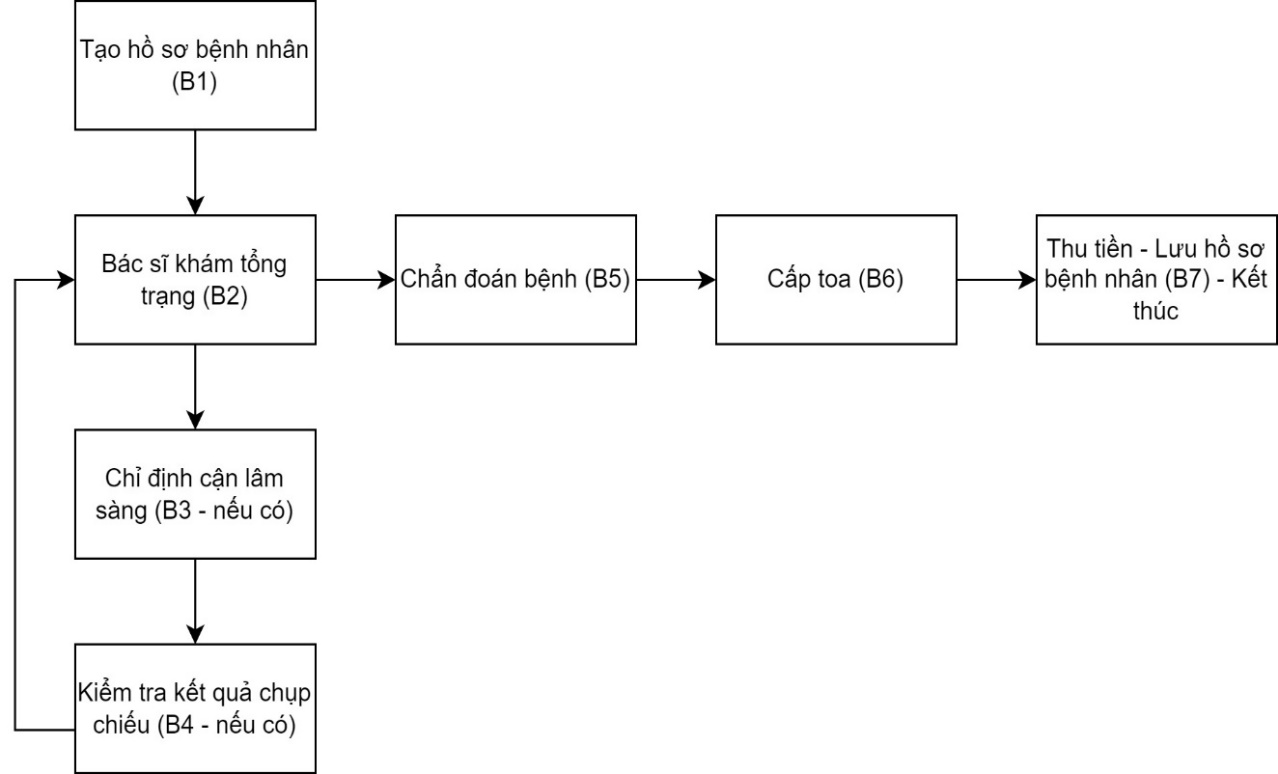 Tạo hồ sơ bệnh nhân
(B1)
Bác sĩ khám tổng
trạng (B2)
Chẩn đoán bệnh (B5)
Cấp toa (B6)
Thu tiền - Lưu hồ sơ
bệnh nhân (B7) - Kết
thúc
Chỉ định cận lâm
sàng (B3 - nếu có)
Kiểm tra kết quả chụp
chiếu (B4 - nếu có)